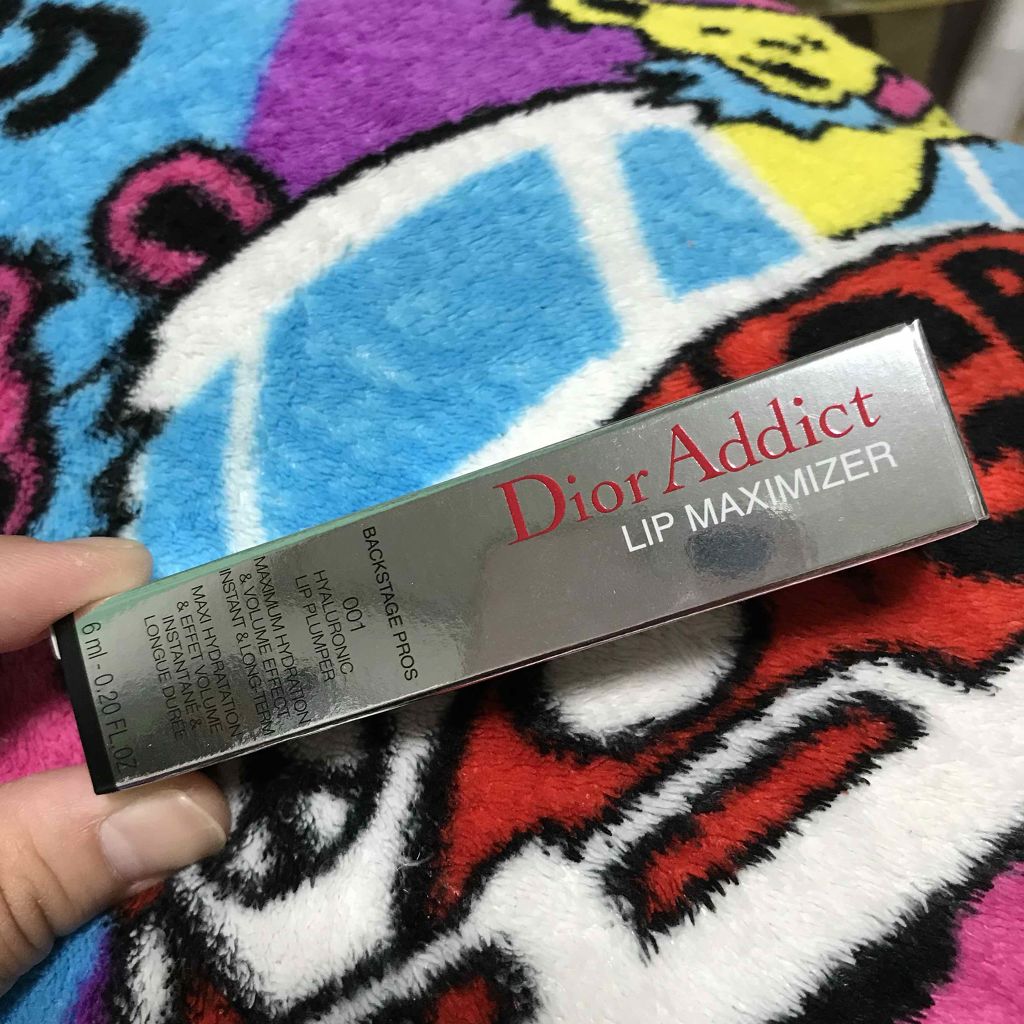 Dior Addict
LIP MAXIMIZER
BACKSTAGE PROS
001
HYALURONIC
LIP PLUMPER
MAXIMUM HYDRATION
& VOLUME EFFECT
INSTANT & LONG-TERM
MAXI HYDRATATION
& EFFET VOLUME
INSTANTANÉ &
LONGUE DURÉE
6 ml - 0.20 FL.OZ